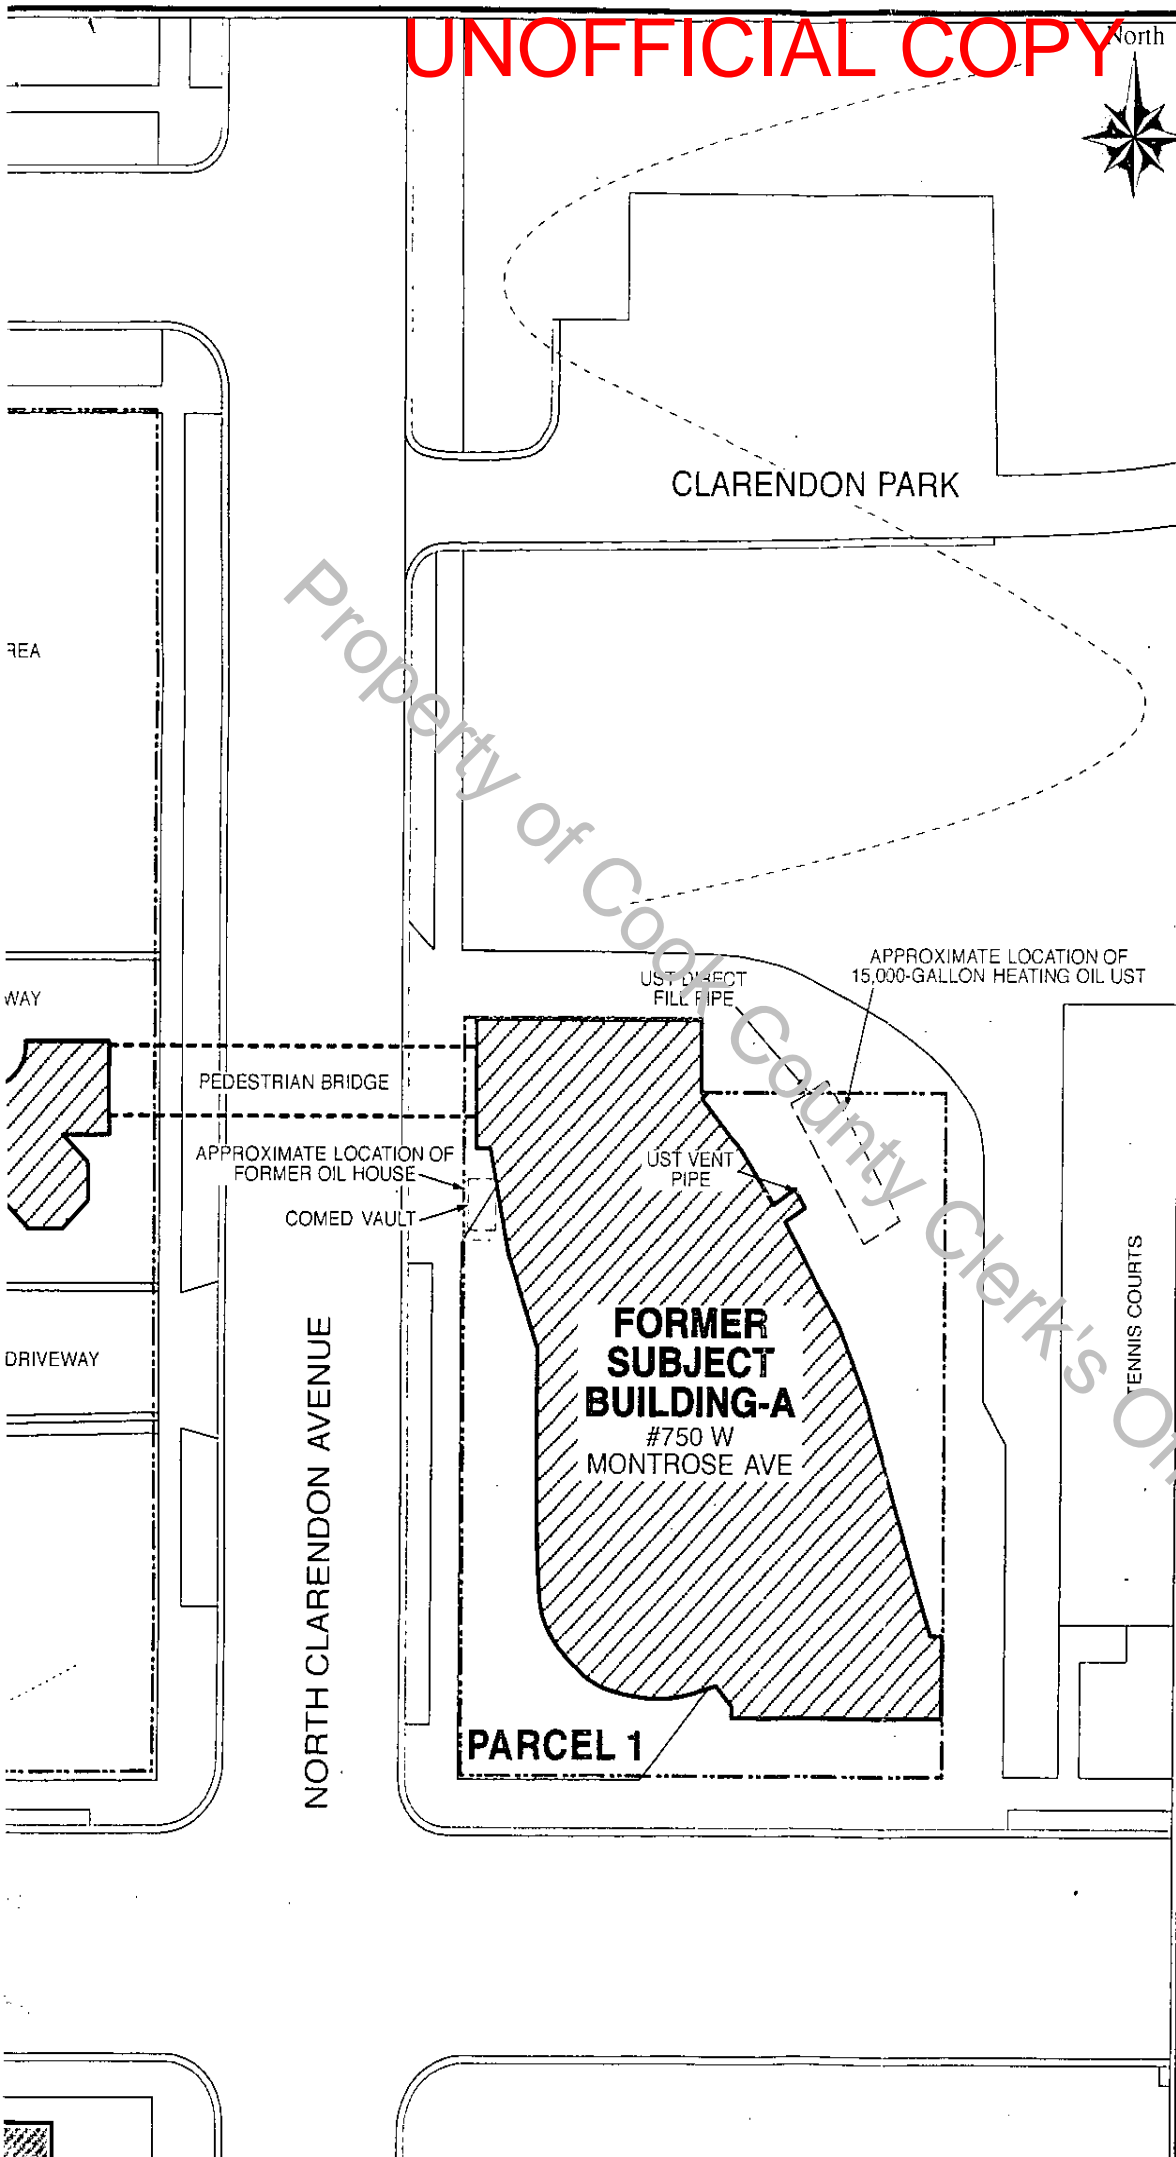 UNOFFICIAL COPY
North
CLARENDON PARK
REA
Property of Cook County Clerk's Of
APPROXIMATE LOCATION OF
15,000-GALLON HEATING OIL UST
UST DIRECT
FILL PIPE
WAY
PEDESTRIAN BRIDGE
APPROXIMATE LOCATION OF
FORMER OIL HOUSE
UST VENT
PIPE
COMED VAULT
TENNIS COURTS
FORMER
SUBJECT
BUILDING-A
#750 W
MONTROSE AVE
DRIVEWAY
NORTH CLARENDON AVENUE
PARCEL 1